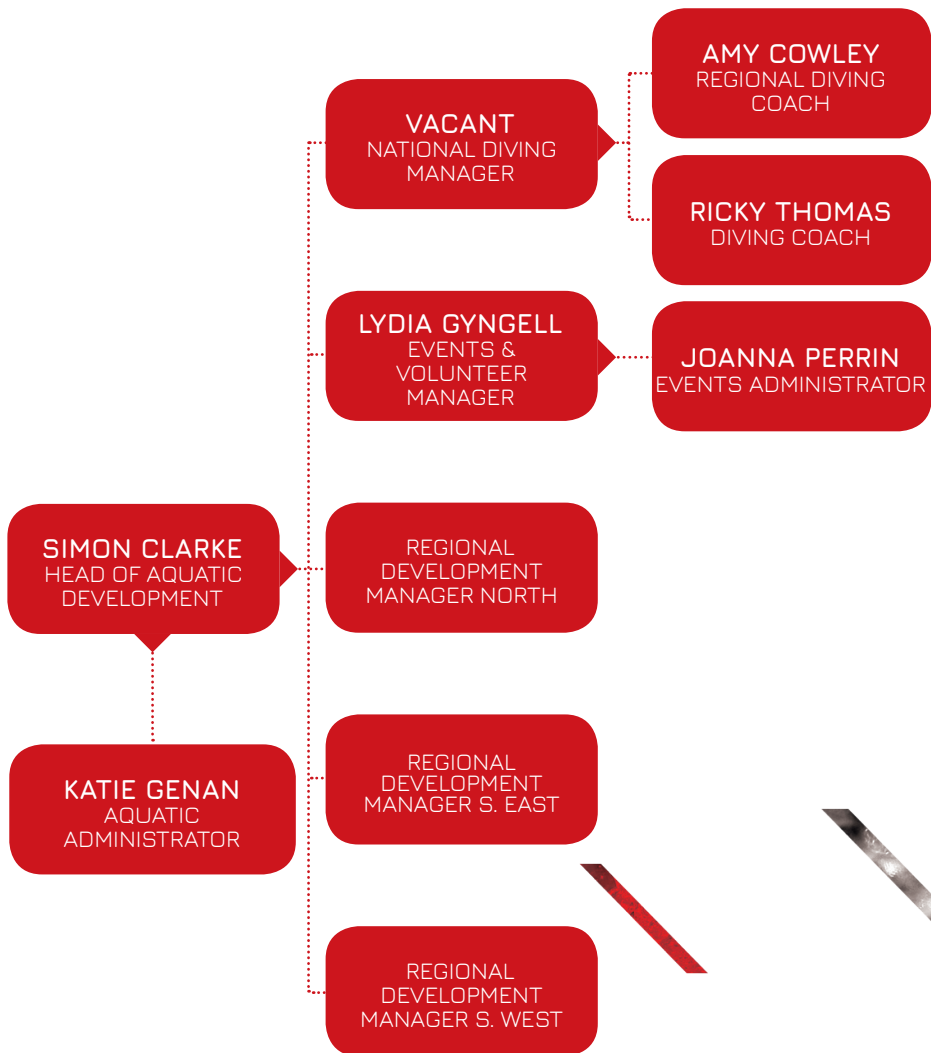 AMY COWLEY
REGIONAL DIVING
COACH
VACANT
NATIONAL DIVING
MANAGER
RICKY THOMAS
DIVING COACH
LYDIA GYNGELL
EVENTS &
VOLUNTEER
MANAGER
JOANNA PERRIN
EVENTS ADMINISTRATOR
SIMON CLARKE
HEAD OF AQUATIC
DEVELOPMENT
REGIONAL
DEVELOPMENT
MANAGER NORTH
KATIE GENAN
AQUATIC
ADMINISTRATOR
REGIONAL
DEVELOPMENT
MANAGER S. EAST
REGIONAL
DEVELOPMENT
MANAGER S. WEST